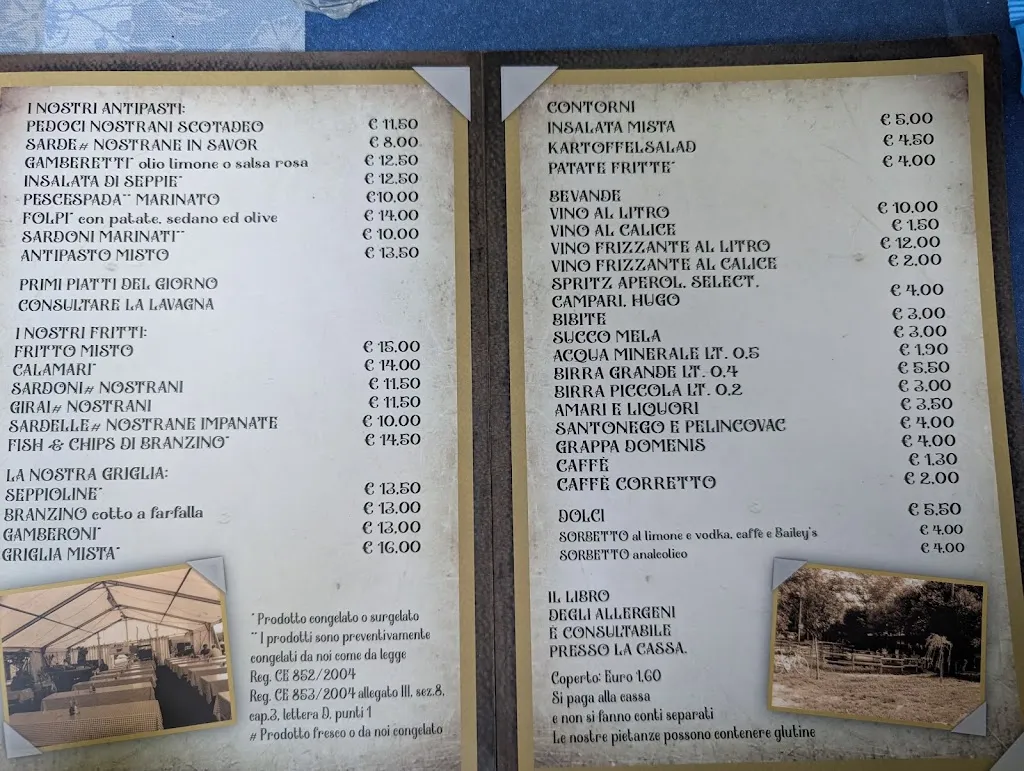 I NOSTRI ANTIPASTI:
PEDOCI NOSTRANI SCOTADEO € 11.50
SARDE# NOSTRANE IN SAVOR € 8.00
GAMBERETTI* olio limone o salsa rosa € 12.50
INSALATA DI SEPPIE* € 12.50
PESCESPADA** MARINATO €10.00
FOLPI* con patate, sedano ed olive € 14.00
SARDONI MARINATI** € 10.00
ANTIPASTO MISTO € 13.50
PRIMI PIATTI DEL GIORNO
CONSULTARE LA LAVAGNA
I NOSTRI FRITTI:
FRITTO MISTO € 15.00
CALAMARI* € 14.00
SARDONI# NOSTRANI € 11.50
GIRAI# NOSTRANI € 11.50
SARDELLE# NOSTRANE IMPANATE € 10.00
FISH & CHIPS DI BRANZINO* € 14.50
LA NOSTRA GRIGLIA:
SEPPIOLINE* € 13.50
BRANZINO cotto a farfalla € 13.00
GAMBERONI* € 13.00
GRIGLIA MISTA* € 16.00
* Prodotto congelato o surgelato
** I prodotti sono preventivamente
congelati da noi come da legge
Reg. CE 852/2004
Reg. CE 853/2004 allegato III, sez.8,
cap.3, lettera D, punti 1
# Prodotto fresco o da noi congelato
CONTORNI
INSALATA MISTA € 5.00
KARTOFFELSALAD € 4.50
PATATE FRITTE* € 4.00
BEVANDE
VINO AL LITRO € 10.00
VINO AL CALICE € 1.50
VINO FRIZZANTE AL LITRO € 12.00
VINO FRIZZANTE AL CALICE € 2.00
SPRITZ APEROL, SELECT,
CAMPARI, HUGO € 4.00
BIBITE € 3.00
SUCCO MELA € 3.00
ACQUA MINERALE LT. 0,5 € 1.90
BIRRA GRANDE LT. 0,4 € 5.50
BIRRA PICCOLA LT. 0,2 € 3.00
AMARI E LIQUORI € 3.50
SANTONEGO E PELINCOVAC € 4.00
GRAPPA DOMENIS € 4.00
CAFFÈ € 1.30
CAFFÈ CORRETTO € 2.00
DOLCI € 5.50
SORBETTO al limone e vodka, caffè e Bailey's € 4.00
SORBETTO analcolico € 4.00
IL LIBRO
DEGLI ALLERGENI
È CONSULTABILE
PRESSO LA CASSA.
Coperto: Euro 1,60
Si paga alla cassa
e non si fanno conti separati
Le nostre pietanze possono contenere glutine